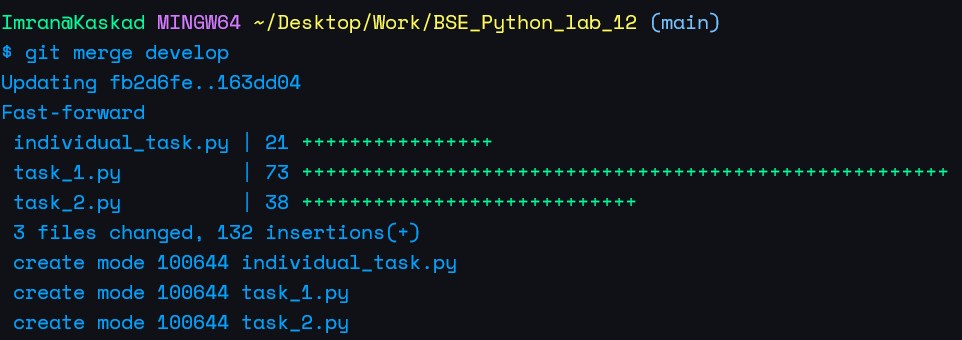 Imran@Kaskad MINGW64 ~/Desktop/Work/BSE_Python_lab_12 (main)
$ git merge develop
Updating fb2d6fe..163dd04
Fast-forward
 individual_task.py | 21 ++++++++++++++++
 task_1.py          | 73 ++++++++++++++++++++++++++++++++++++++++++++++++++++++
 task_2.py          | 38 ++++++++++++++++++++++++++++
 3 files changed, 132 insertions(+)
 create mode 100644 individual_task.py
 create mode 100644 task_1.py
 create mode 100644 task_2.py